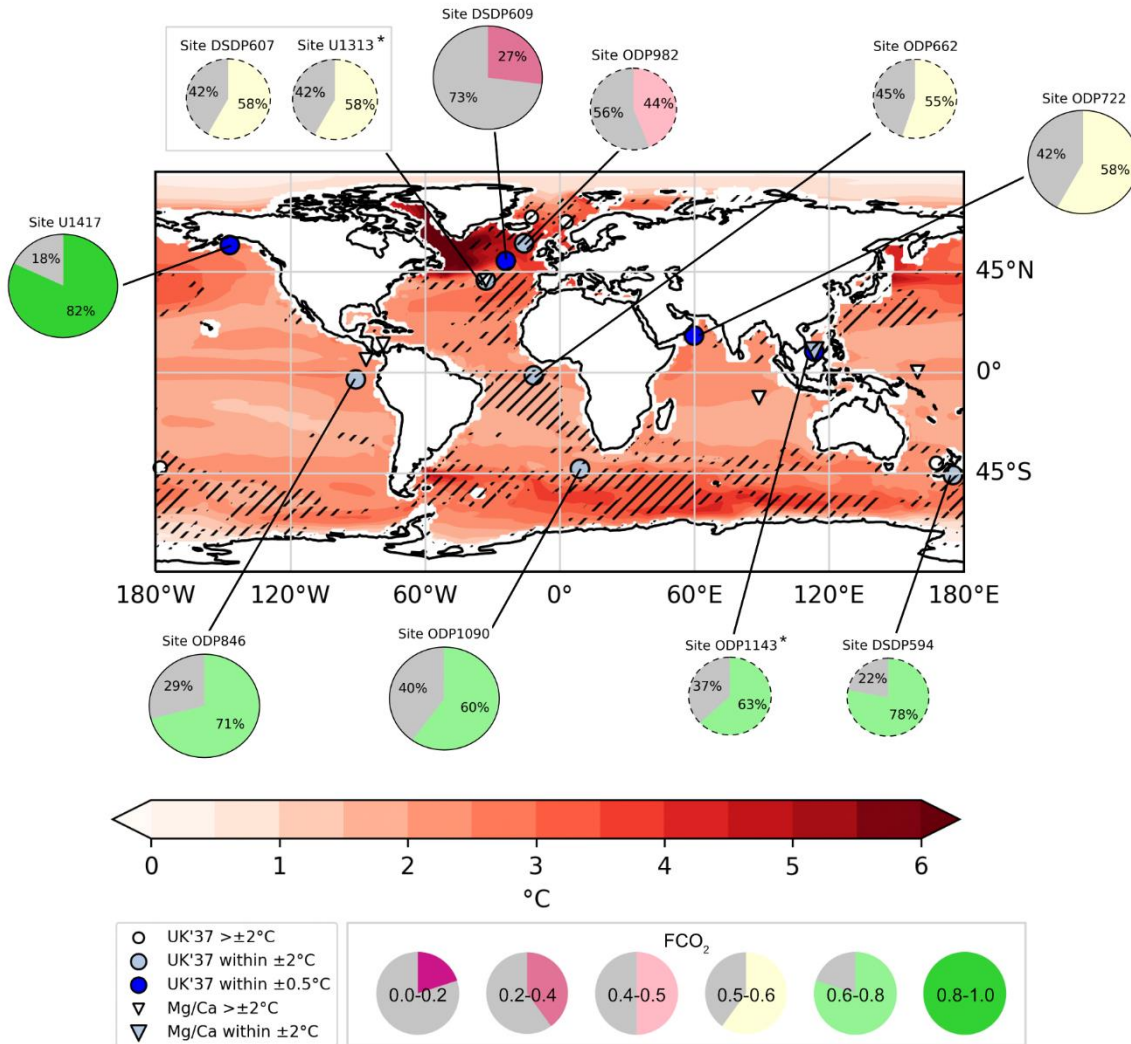 Site DSDP609
Site DSDP607 Site U1313* Site ODP982 Site ODP662
27%
73%
42% 58% 42% 58% 56% 44% 45% 55%
Site ODP722
42% 58%
Site U1417
18%
82%
45°N
0°
45°S
180°W 120°W 60°W 0° 60°E 120°E 180°E
Site ODP846 Site ODP1090 Site ODP1143* Site DSDP594
29% 71% 40% 60% 37% 63% 22% 78%
0 1 2 3 4 5 6
°C
UK'37 >±2°C
UK'37 within ±2°C
UK'37 within ±0.5°C
Mg/Ca >±2°C
Mg/Ca within ±2°C
FCO₂
0.0-0.2 0.2-0.4 0.4-0.5 0.5-0.6 0.6-0.8 0.8-1.0